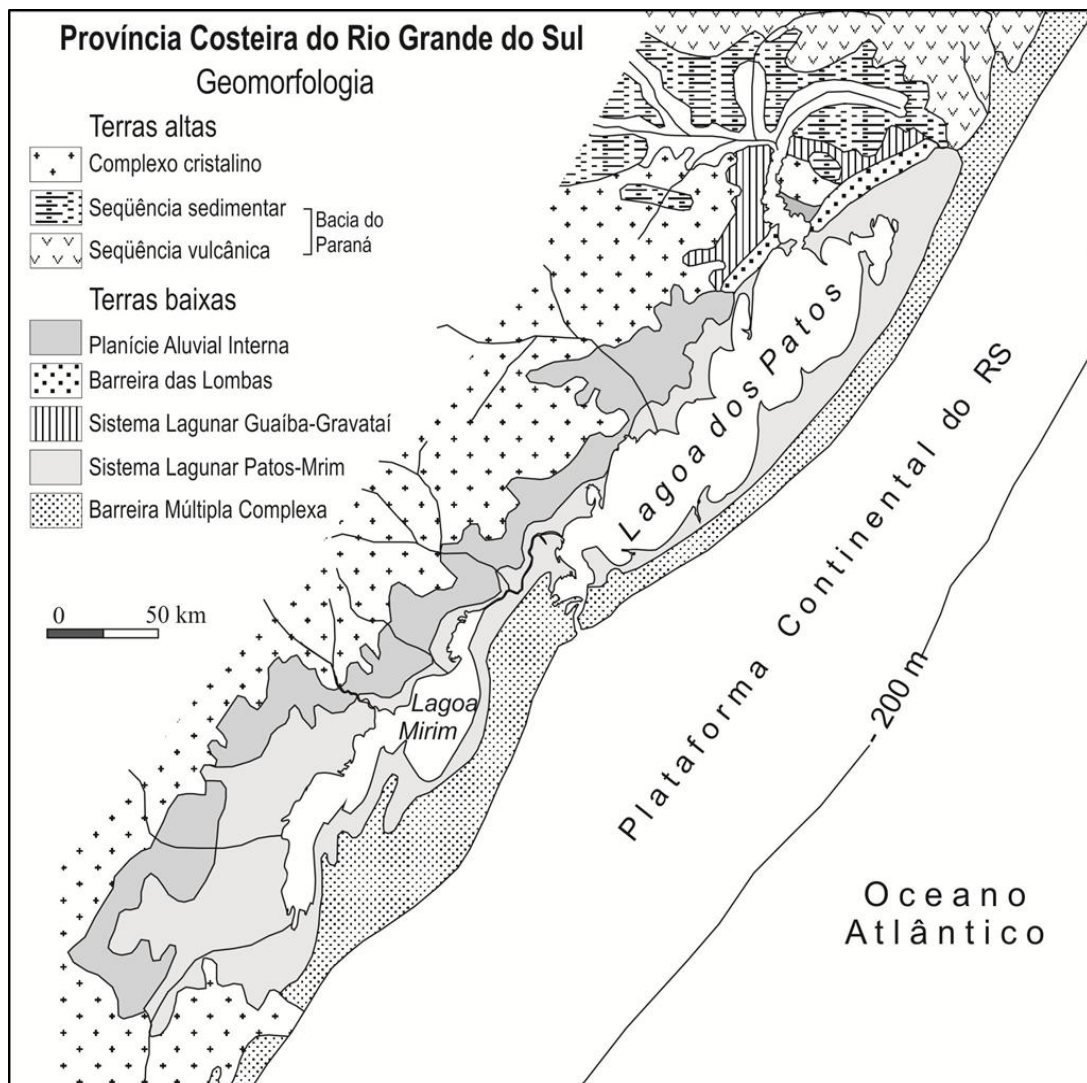 Província Costeira do Rio Grande do Sul
Geomorfologia
Terras altas
Complexo cristalino
Seqüência sedimentar
Seqüência vulcânica
Bacia do
Paraná
Terras baixas
Planície Aluvial Interna
Barreira das Lombas
Sistema Lagunar Guaíba-Gravataí
Sistema Lagunar Patos-Mrim
Barreira Múltipla Complexa
0 50 km
Lagoa dos Patos
Lagoa
Mirim
Plataforma Continental do RS
- 200 m
Oceano
Atlântico